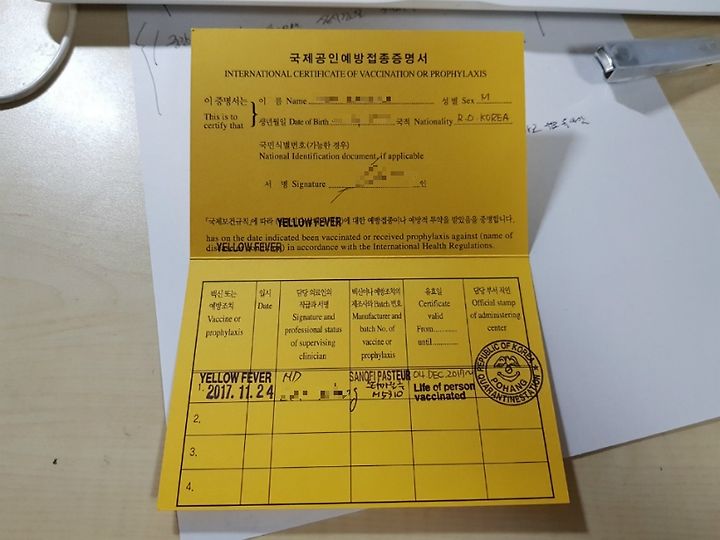 국제공인예방접종증명서
INTERNATIONAL CERTIFICATE OF VACCINATION OR PROPHYLAXIS
이 증명서는 이 름 Name 성별 Sex M
This is to certify that
생년월일 Date of Birth 국적 Nationality R.O KOREA
국민식별번호(가능한 경우)
National Identification document, if applicable
서 명 Signature 인
「국제보건규칙」에 따라 YELLOW FEVER 에 대한 예방접종이나 예방적 투약을 받았음을 증명합니다.
has on the date indicated been vaccinated or received prophylaxis against (name of
YELLOW FEVER in accordance with the International Health Regulations.
백신 또는
예방조치
Vaccine or
prophylaxis
일시
Date
담당 의료인의
직급과 서명
Signature and
professional status
of supervising
clinician
백신이나 예방조치의
제조사와 Batch 번호
Manufacturer and
batch No. of
vaccine or
prophylaxis
유효일
Certificate
valid
From
until
담당 부서 직인
Official stamp
of administering
center
1. YELLOW FEVER
2017. 11. 24
MD
SANOFI PASTEUR
04. DEC.
Life of person
vaccinated
REPUBLIC OF KOREA
POHANG
QUARANTINE STATION
2.
3.
4.